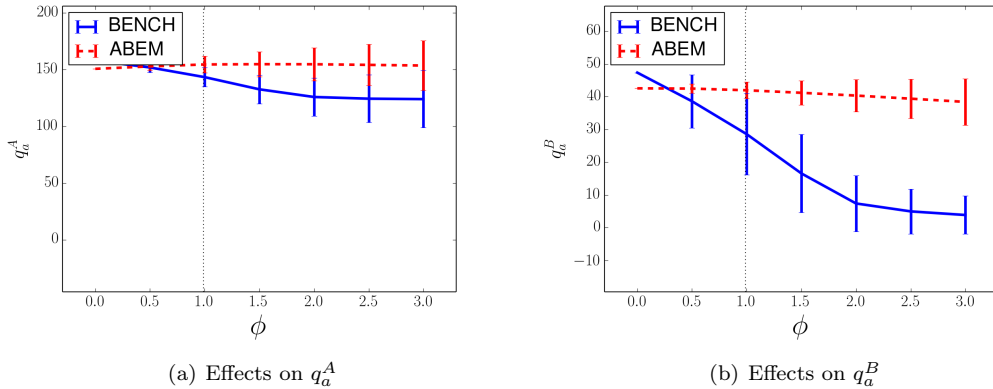 200
150
100
50
0
q_a^A
BENCH
ABEM
0.0 0.5 1.0 1.5 2.0 2.5 3.0
ϕ
(a) Effects on q_a^A
60
50
40
30
20
10
0
−10
q_a^B
BENCH
ABEM
0.0 0.5 1.0 1.5 2.0 2.5 3.0
ϕ
(b) Effects on q_a^B